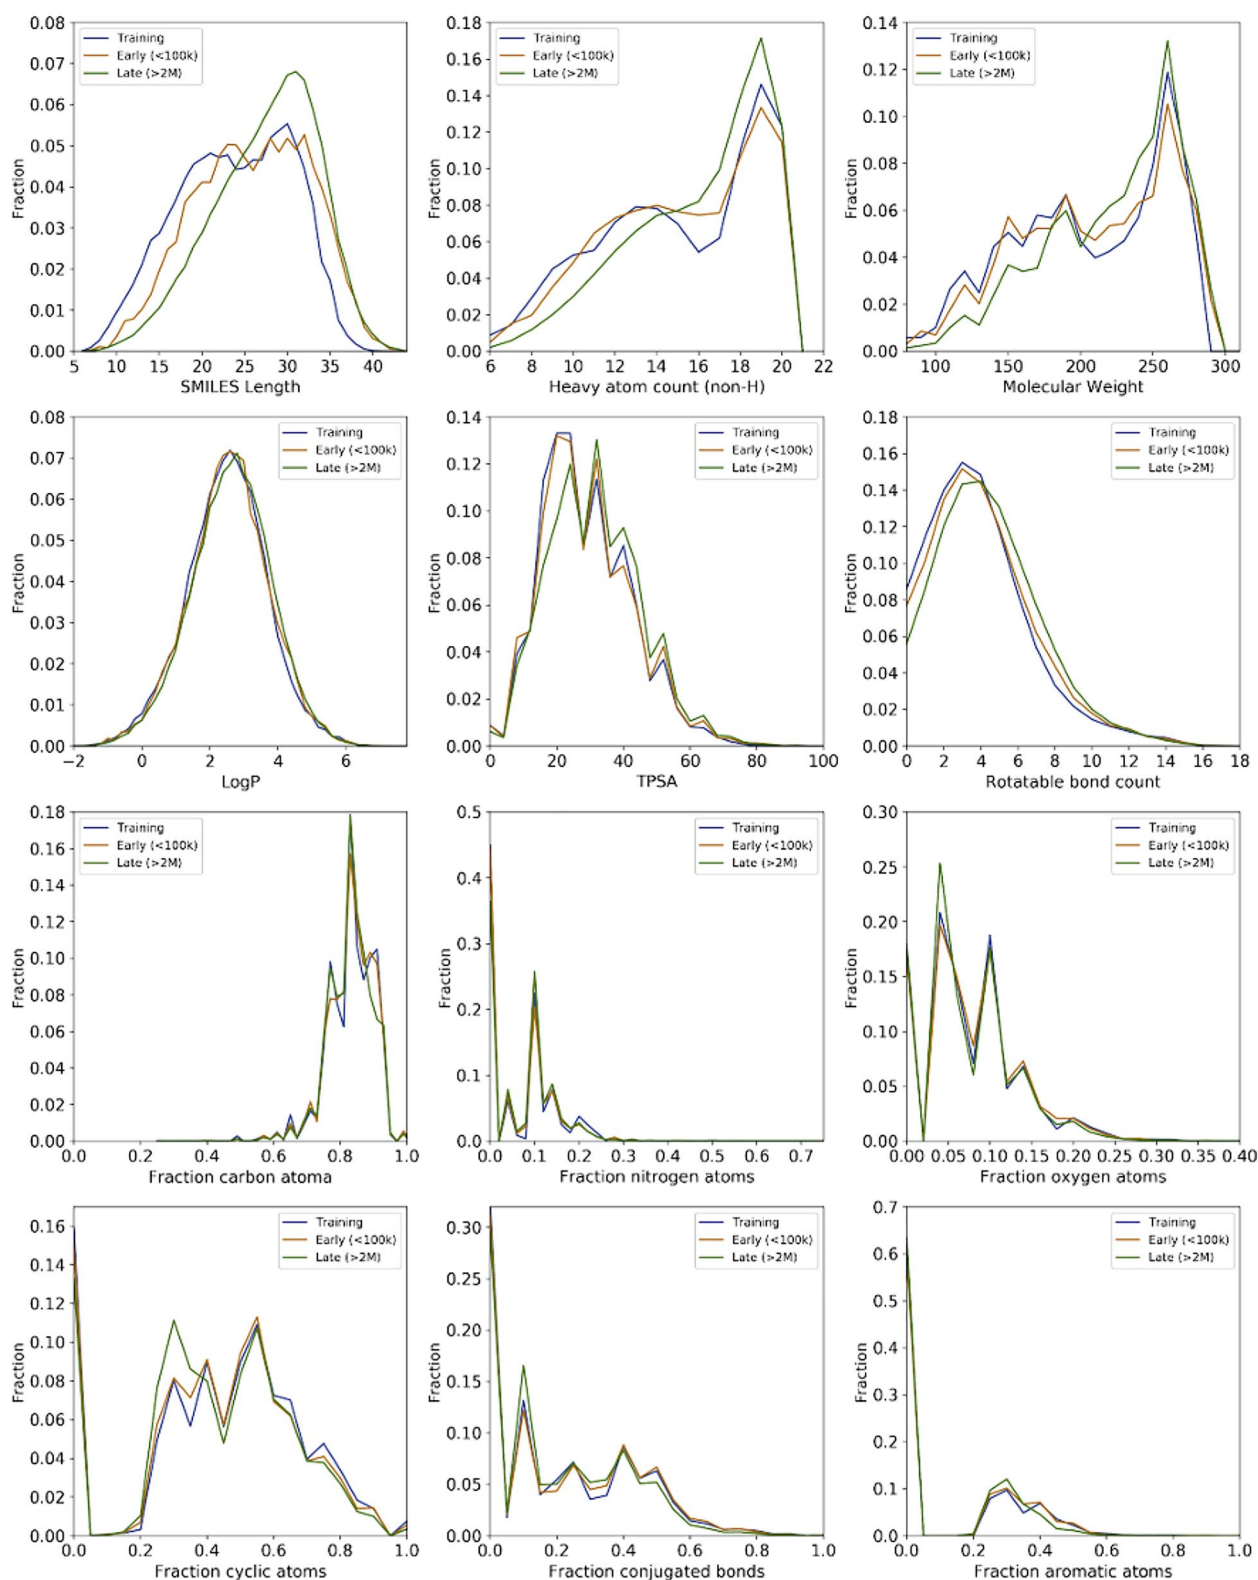 0.08
0.07
0.06
0.05
0.04
0.03
0.02
0.01
0.00
Fraction
Training
Early (<100k)
Late (>2M)
5 10 15 20 25 30 35 40
SMILES Length
0.18
0.16
0.14
0.12
0.10
0.08
0.06
0.04
0.02
0.00
Fraction
Training
Early (<100k)
Late (>2M)
6 8 10 12 14 16 18 20 22
Heavy atom count (non-H)
0.14
0.12
0.10
0.08
0.06
0.04
0.02
0.00
Fraction
Training
Early (<100k)
Late (>2M)
100 150 200 250 300
Molecular Weight
0.08
0.07
0.06
0.05
0.04
0.03
0.02
0.01
0.00
Fraction
Training
Early (<100k)
Late (>2M)
−2 0 2 4 6
LogP
0.14
0.12
0.10
0.08
0.06
0.04
0.02
0.00
Fraction
Training
Early (<100k)
Late (>2M)
0 20 40 60 80 100
TPSA
0.18
0.16
0.14
0.12
0.10
0.08
0.06
0.04
0.02
0.00
Fraction
Training
Early (<100k)
Late (>2M)
0 2 4 6 8 10 12 14 16 18
Rotatable bond count
0.18
0.16
0.14
0.12
0.10
0.08
0.06
0.04
0.02
0.00
Fraction
Training
Early (<100k)
Late (>2M)
0.0 0.2 0.4 0.6 0.8 1.0
Fraction carbon atoma
0.5
0.4
0.3
0.2
0.1
0.0
Fraction
Training
Early (<100k)
Late (>2M)
0.0 0.1 0.2 0.3 0.4 0.5 0.6 0.7
Fraction nitrogen atoms
0.30
0.25
0.20
0.15
0.10
0.05
0.00
Fraction
Training
Early (<100k)
Late (>2M)
0.00 0.05 0.10 0.15 0.20 0.25 0.30 0.35 0.40
Fraction oxygen atoms
0.16
0.14
0.12
0.10
0.08
0.06
0.04
0.02
0.00
Fraction
Training
Early (<100k)
Late (>2M)
0.0 0.2 0.4 0.6 0.8 1.0
Fraction cyclic atoms
0.30
0.25
0.20
0.15
0.10
0.05
0.00
Fraction
Training
Early (<100k)
Late (>2M)
0.0 0.2 0.4 0.6 0.8 1.0
Fraction conjugated bonds
0.7
0.6
0.5
0.4
0.3
0.2
0.1
0.0
Fraction
Training
Early (<100k)
Late (>2M)
0.0 0.2 0.4 0.6 0.8 1.0
Fraction aromatic atoms